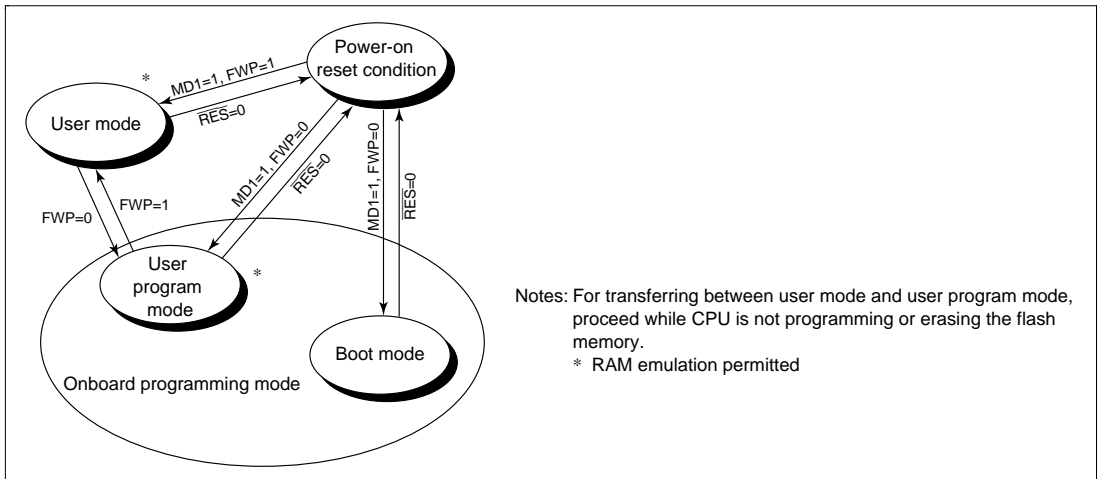 Power-on
reset condition
*
MD1=1, FWP=1
RES=0
User mode
MD1=1, FWP=0
RES=0
MD1=1, FWP=0
RES=0
FWP=0
FWP=1
User
program
mode
*
Boot mode
Onboard programming mode
Notes: For transferring between user mode and user program mode,
proceed while CPU is not programming or erasing the flash
memory.
* RAM emulation permitted